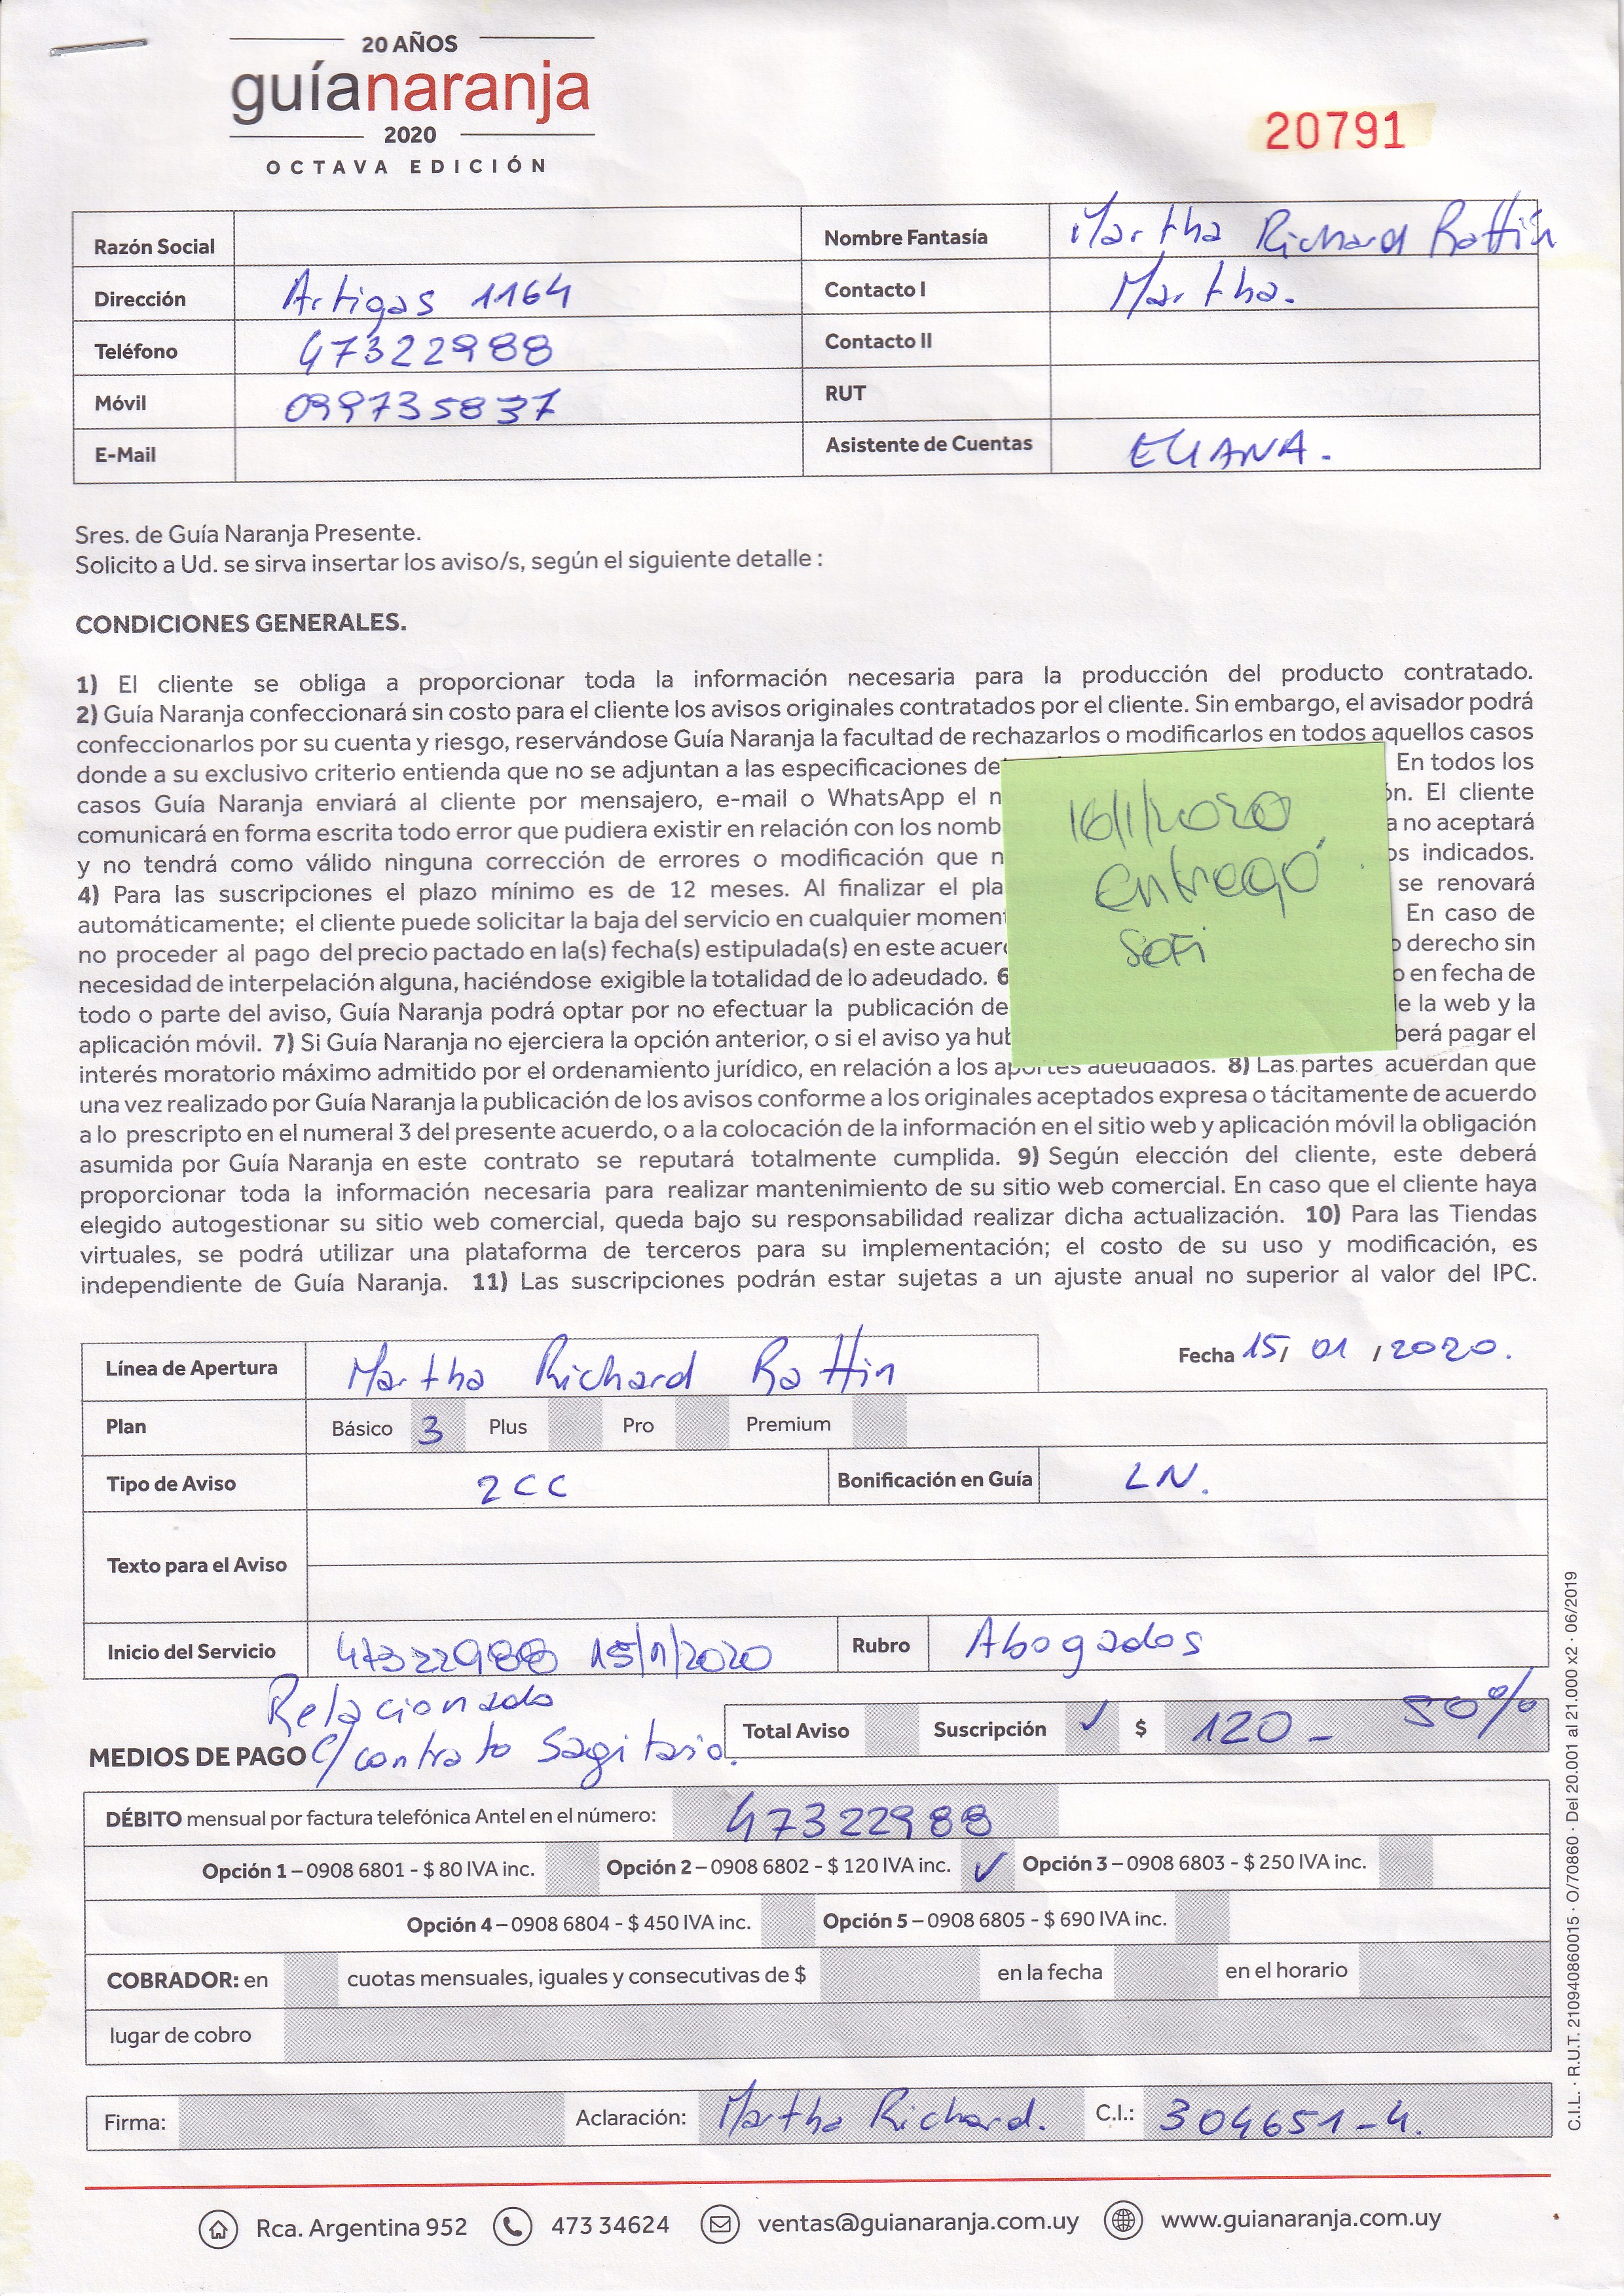 20 AÑOS
guíanaranja
2020
OCTAVA EDICIÓN
20791
Razón Social
Nombre Fantasía Martha Richard Rattín
Dirección Artigas 1164
Contacto I Martha.
Teléfono 47322988
Contacto II
Móvil 099735837
RUT
E-Mail
Asistente de Cuentas ELIANA.
Sres. de Guía Naranja Presente.
Solicito a Ud. se sirva insertar los aviso/s, según el siguiente detalle :
CONDICIONES GENERALES.
1) El cliente se obliga a proporcionar toda la información necesaria para la producción del producto contratado.
2) Guía Naranja confeccionará sin costo para el cliente los avisos originales contratados por el cliente. Sin embargo, el avisador podrá
confeccionarlos por su cuenta y riesgo, reservándose Guía Naranja la facultad de rechazarlos o modificarlos en todos aquellos casos
donde a su exclusivo criterio entienda que no se adjuntan a las especificaciones En todos los
casos Guía Naranja enviará al cliente por mensajero, e-mail o WhatsApp el El cliente
comunicará en forma escrita todo error que pudiera existir en relación con los no aceptará
y no tendrá como válido ninguna corrección de errores o modificación que indicados.
4) Para las suscripciones el plazo mínimo es de 12 meses. Al finalizar el se renovará
automáticamente; el cliente puede solicitar la baja del servicio en cualquier En caso de
no proceder al pago del precio pactado en la(s) fecha(s) estipulada(s) en este derecho sin
necesidad de interpelación alguna, haciéndose exigible la totalidad de lo adeudado. 6 en fecha de
todo o parte del aviso, Guía Naranja podrá optar por no efectuar la publicación la web y la
aplicación móvil. 7) Si Guía Naranja no ejerciera la opción anterior, o si el aviso ya pagar el
interés moratorio máximo admitido por el ordenamiento jurídico, en relación a los adeudados. 8) Las partes acuerdan que
una vez realizado por Guía Naranja la publicación de los avisos conforme a los originales aceptados expresa o tácitamente de acuerdo
a lo prescripto en el numeral 3 del presente acuerdo, o a la colocación de la información en el sitio web y aplicación móvil la obligación
asumida por Guía Naranja en este contrato se reputará totalmente cumplida. 9) Según elección del cliente, este deberá
proporcionar toda la información necesaria para realizar mantenimiento de su sitio web comercial. En caso que el cliente haya
elegido autogestionar su sitio web comercial, queda bajo su responsabilidad realizar dicha actualización. 10) Para las Tiendas
virtuales, se podrá utilizar una plataforma de terceros para su implementación; el costo de su uso y modificación, es
independiente de Guía Naranja. 11) Las suscripciones podrán estar sujetas a un ajuste anual no superior al valor del IPC.
16/1/2020
Entregó
Sofi
Línea de Apertura Martha Richard Rattin
Fecha 15/ 01 / 2020.
Plan Básico 3 Plus Pro Premium
Tipo de Aviso 2CC Bonificación en Guía LN.
Texto para el Aviso
Inicio del Servicio 47322988 15/1/2020 Rubro Abogados
Relacionado
Total Aviso Suscripción ✓ $ 120 - 50%
MEDIOS DE PAGO c/ contrato Sagitario.
DÉBITO mensual por factura telefónica Antel en el número: 47322988
Opción 1 – 0908 6801 - $ 80 IVA inc. Opción 2 – 0908 6802 - $ 120 IVA inc. ✓ Opción 3 – 0908 6803 - $ 250 IVA inc.
Opción 4 – 0908 6804 - $ 450 IVA inc. Opción 5 – 0908 6805 - $ 690 IVA inc.
COBRADOR: en cuotas mensuales, iguales y consecutivas de $ en la fecha en el horario
lugar de cobro
Firma: Aclaración: Martha Richard. C.I.: 304651-4.
C.I.L. · R.U.T. 210940860015 · O/70860 · Del 20.001 al 21.000 x2 · 06/2019
Rca. Argentina 952 473 34624 ventas@guianaranja.com.uy www.guianaranja.com.uy